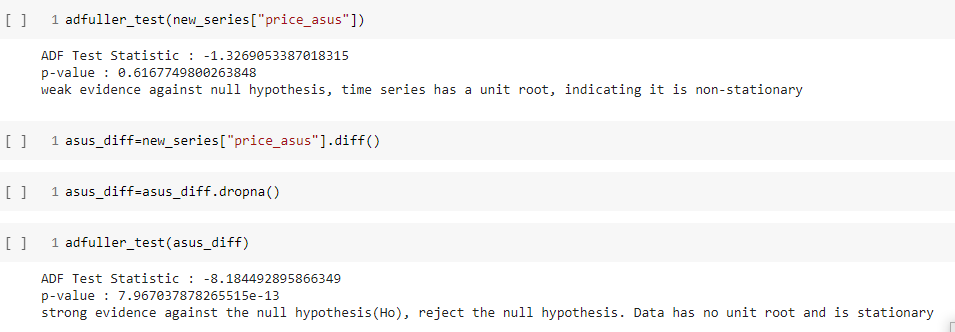 [ ] 1 adfuller_test(new_series["price_asus"])
ADF Test Statistic : -1.3269053387018315
p-value : 0.6167749800263848
weak evidence against null hypothesis, time series has a unit root, indicating it is non-stationary
[ ] 1 asus_diff=new_series["price_asus"].diff()
[ ] 1 asus_diff=asus_diff.dropna()
[ ] 1 adfuller_test(asus_diff)
ADF Test Statistic : -8.184492895866349
p-value : 7.967037878265515e-13
strong evidence against the null hypothesis(Ho), reject the null hypothesis. Data has no unit root and is stationary